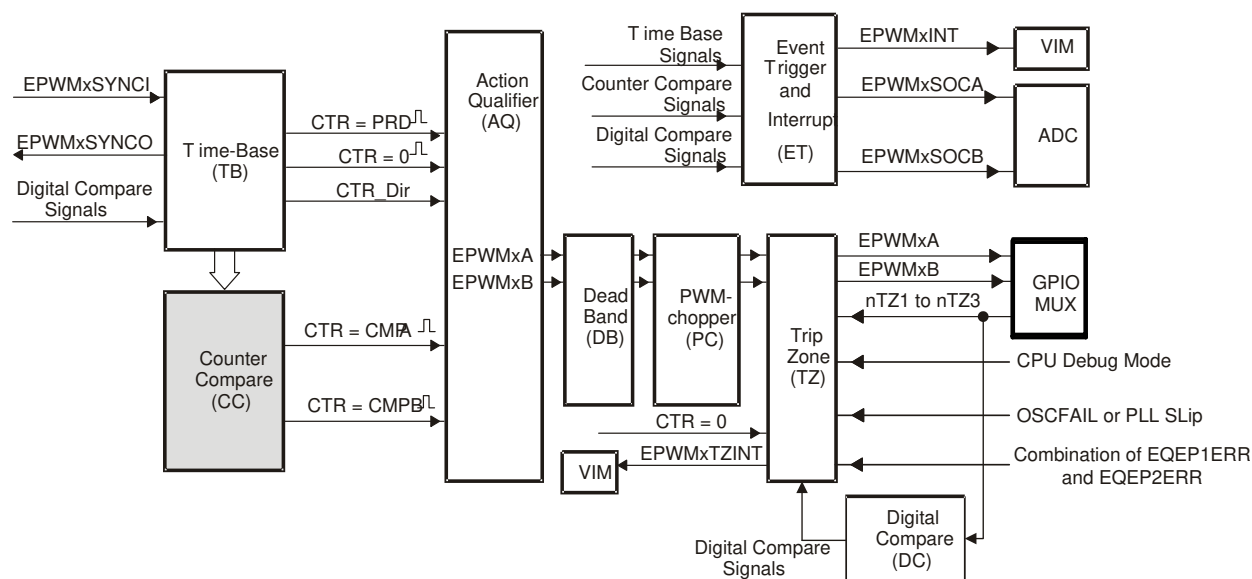 EPWMxSYNCI
EPWMxSYNCO
Digital Compare
Signals
Time-Base
(TB)
CTR = PRD
CTR = 0
CTR_Dir
Counter
Compare
(CC)
CTR = CMPA
CTR = CMPB
Action
Qualifier
(AQ)
EPWMxA
EPWMxB
Time Base
Signals
Counter Compare
Signals
Digital Compare
Signals
Event
Trigger
and
Interrupt
(ET)
EPWMxINT
EPWMxSOCA
EPWMxSOCB
VIM
ADC
Dead
Band
(DB)
PWM-
chopper
(PC)
Trip
Zone
(TZ)
EPWMxA
EPWMxB
nTZ1 to nTZ3
GPIO
MUX
CPU Debug Mode
OSCFAIL or PLL SLip
Combination of EQEP1ERR
and EQEP2ERR
CTR = 0
EPWMxTZINT
VIM
Digital Compare
Signals
Digital
Compare
(DC)